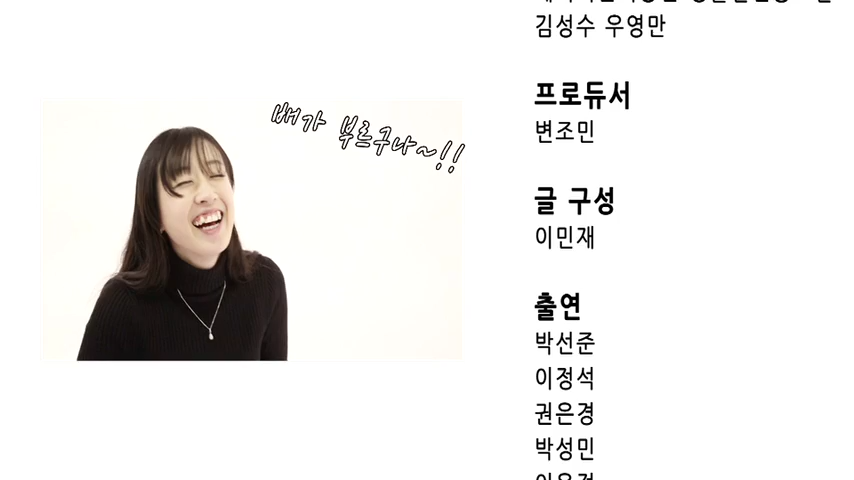 배가 부르구나~!!
김성수 우영만
프로듀서
변조민
글 구성
이민재
출연
박선준
이정석
권은경
박성민